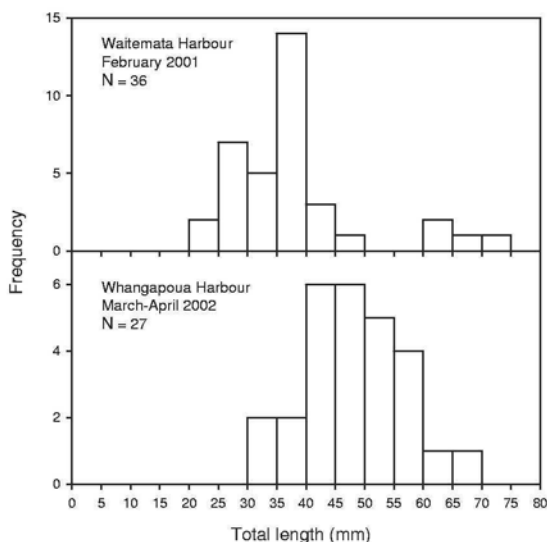 15
Waitemata Harbour
February 2001
N = 36
10
5
0
Frequency
6
Whangapoua Harbour
March-April 2002
N = 27
4
2
0
0 5 10 15 20 25 30 35 40 45 50 55 60 65 70 75 80
Total length (mm)